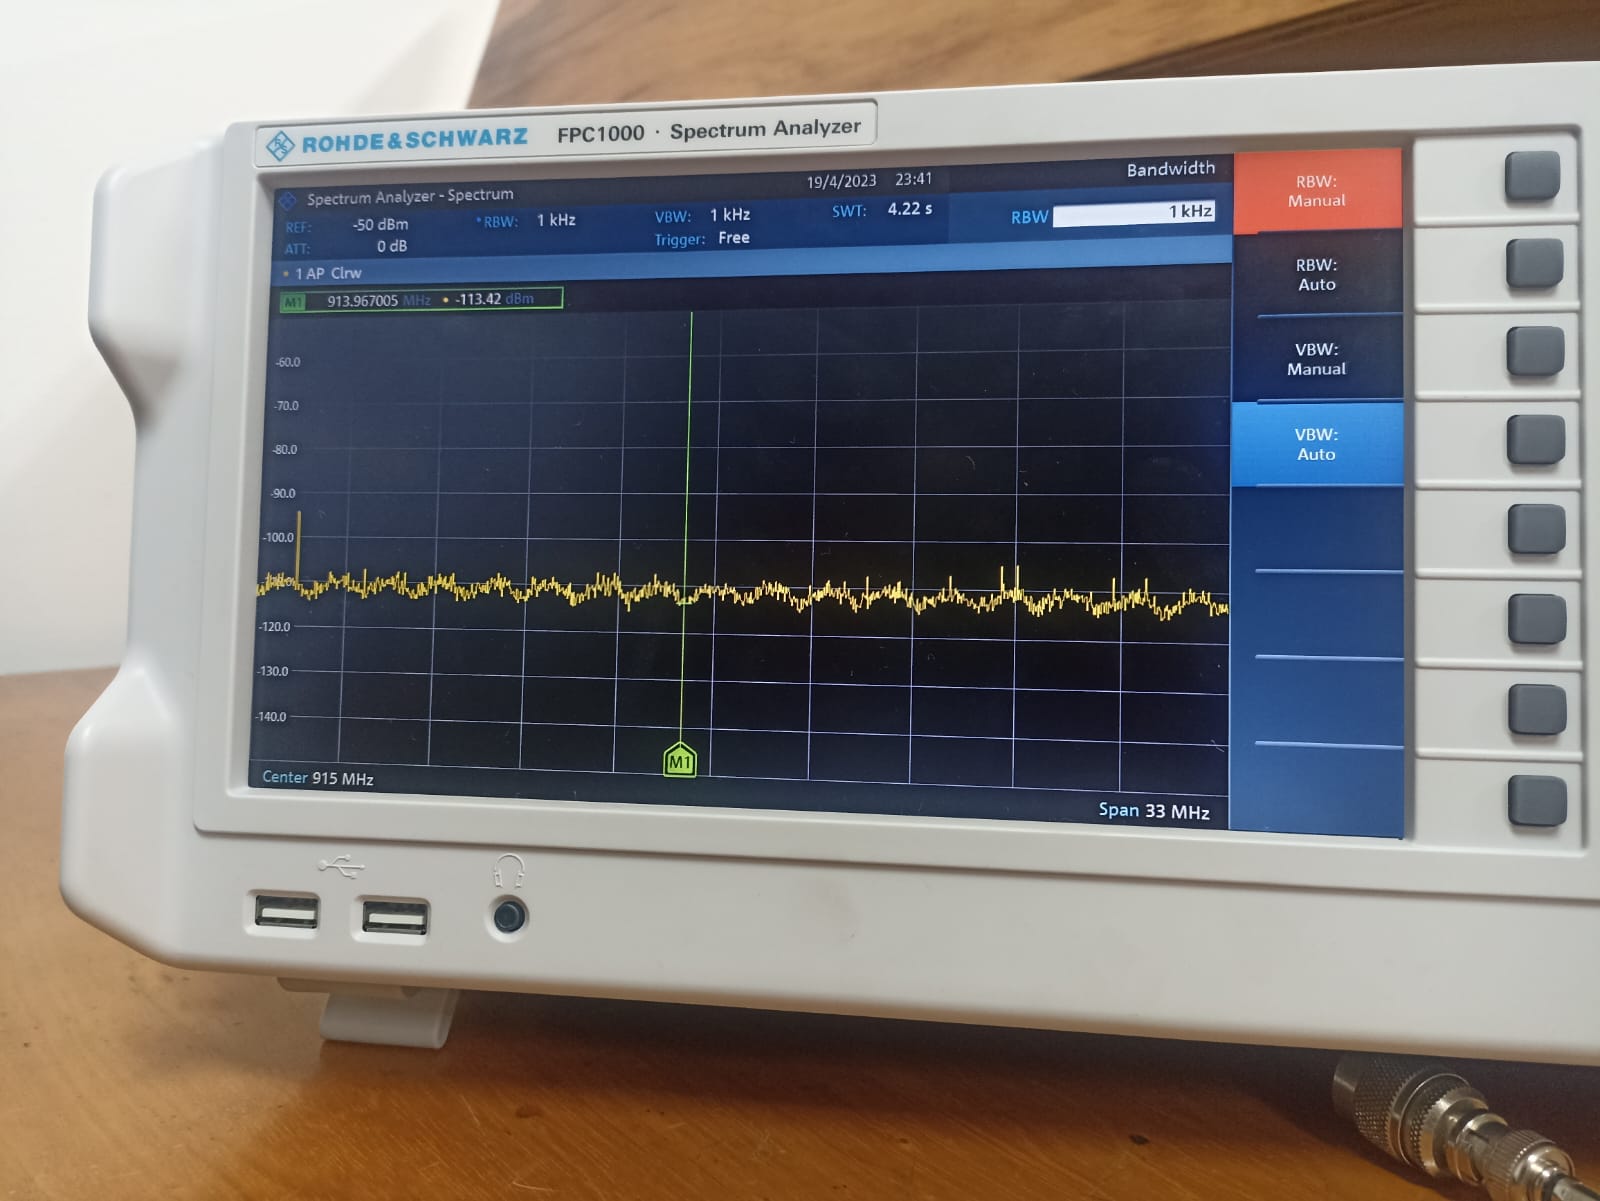 ROHDE&SCHWARZ FPC1000 · Spectrum Analyzer
Spectrum Analyzer - Spectrum 19/4/2023 23:41 Bandwidth
REF: -50 dBm *RBW: 1 kHz VBW: 1 kHz SWT: 4.22 s RBW 1 kHz
ATT: 0 dB Trigger: Free
1 AP Clrw
M1 913.967005 MHz • -113.42 dBm
-60.0
-70.0
-80.0
-90.0
-100.0
-120.0
-130.0
-140.0
M1
Center 915 MHz
Span 33 MHz
RBW:
Manual
RBW:
Auto
VBW:
Manual
VBW:
Auto